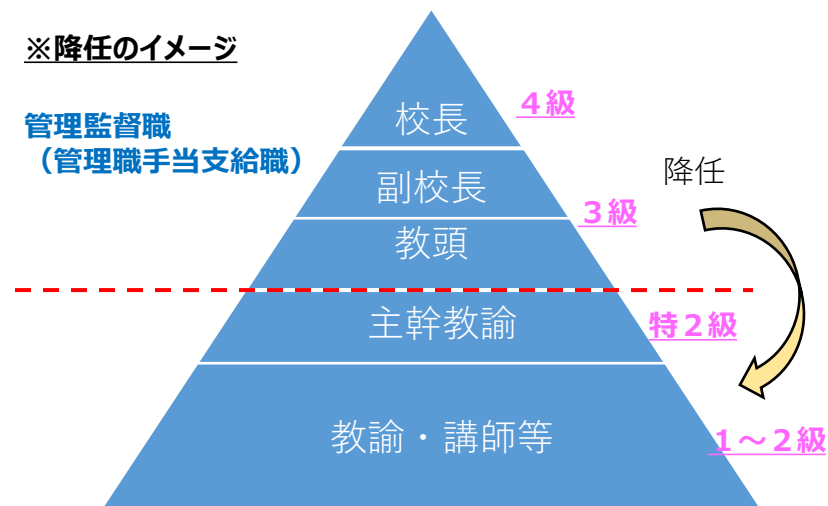 ※降任のイメージ
管理監督職
（管理職手当支給職）
校長
４級
副校長
３級
教頭
降任
主幹教諭
特２級
教諭・講師等
１～２級